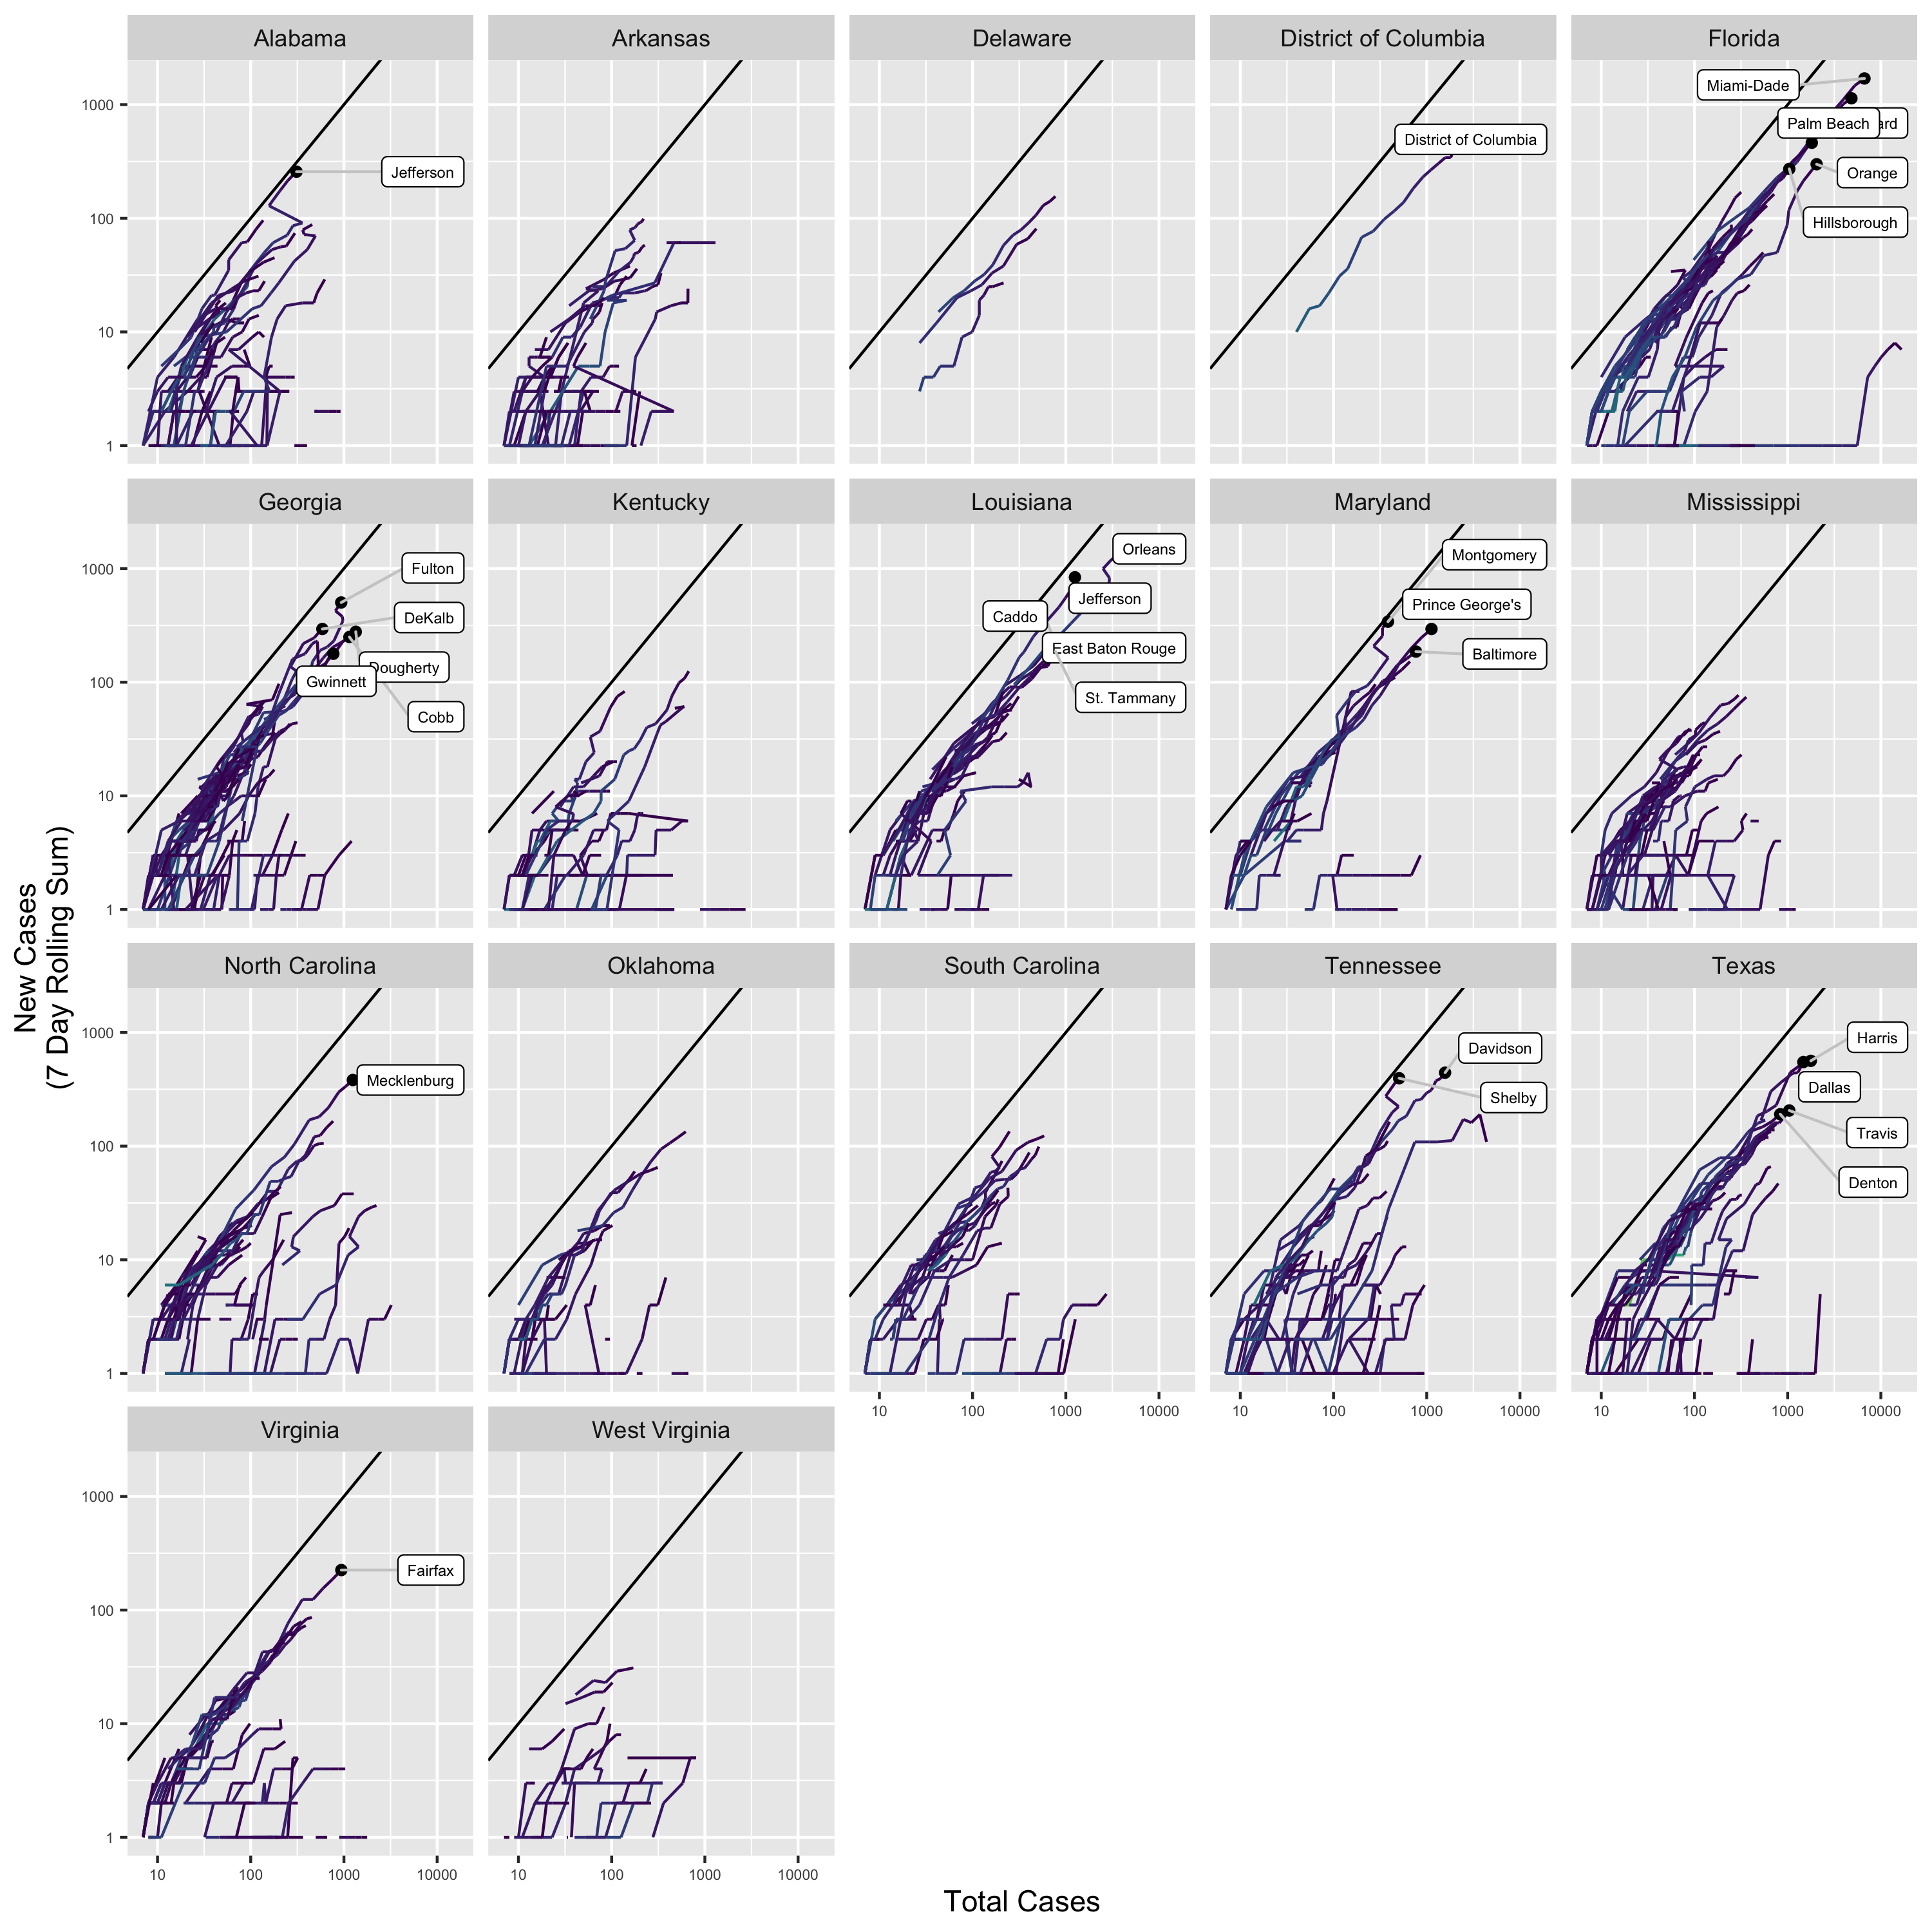 Alabama
Arkansas
Delaware
District of Columbia
Florida
1000
100
10
1
Jefferson
District of Columbia
Miami-Dade
Palm Beach
Orange
Hillsborough
Georgia
Kentucky
Louisiana
Maryland
Mississippi
1000
100
10
1
Fulton
DeKalb
Dougherty
Gwinnett
Cobb
Orleans
Jefferson
Caddo
East Baton Rouge
St. Tammany
Montgomery
Prince George's
Baltimore
New Cases
(7 Day Rolling Sum)
North Carolina
Oklahoma
South Carolina
Tennessee
Texas
1000
100
10
1
Mecklenburg
Davidson
Shelby
Harris
Dallas
Travis
Denton
10 100 1000 10000
10 100 1000 10000
10 100 1000 10000
Virginia
West Virginia
1000
100
10
1
Fairfax
10 100 1000 10000
10 100 1000 10000
Total Cases